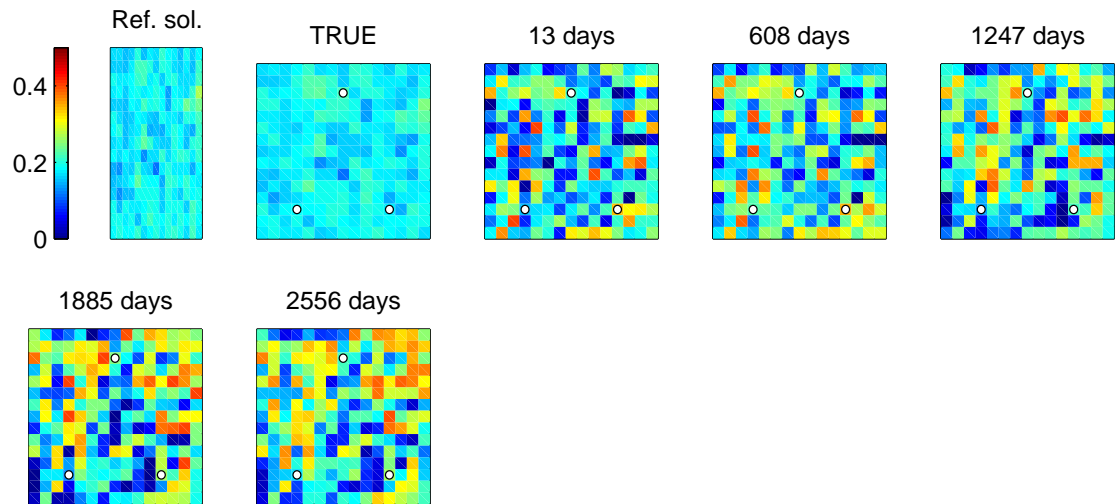 Ref. sol.
TRUE
13 days
608 days
1247 days
0.4
0.2
0
1885 days
2556 days